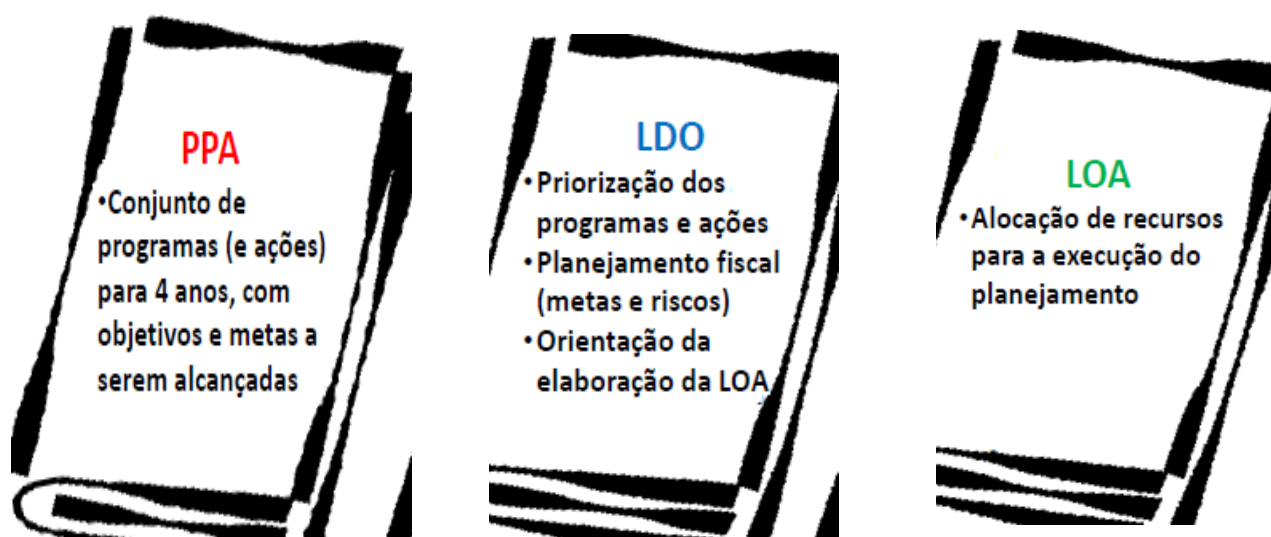 PPA
•Conjunto de
programas (e ações)
para 4 anos, com
objetivos e metas a
serem alcançadas
LDO
•Priorização dos
programas e ações
•Planejamento fiscal
(metas e riscos)
•Orientação da
elaboração da LOA
LOA
•Alocação de recursos
para a execução do
planejamento